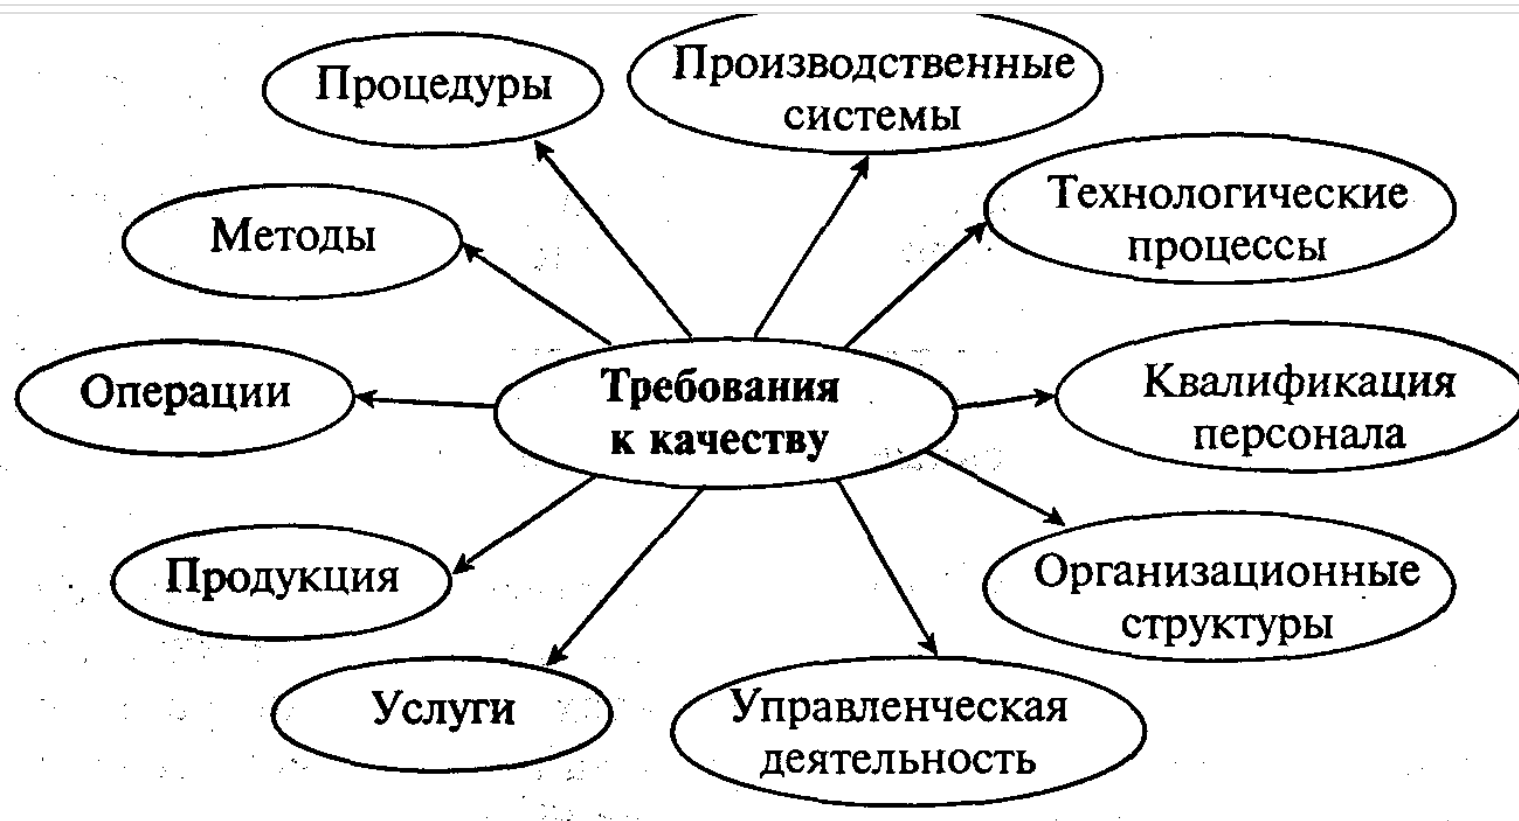 Процедуры
Производственные
системы
Методы
Технологические
процессы
Операции
Требования
к качеству
Квалификация
персонала
Продукция
Организационные
структуры
Услуги
Управленческая
деятельность